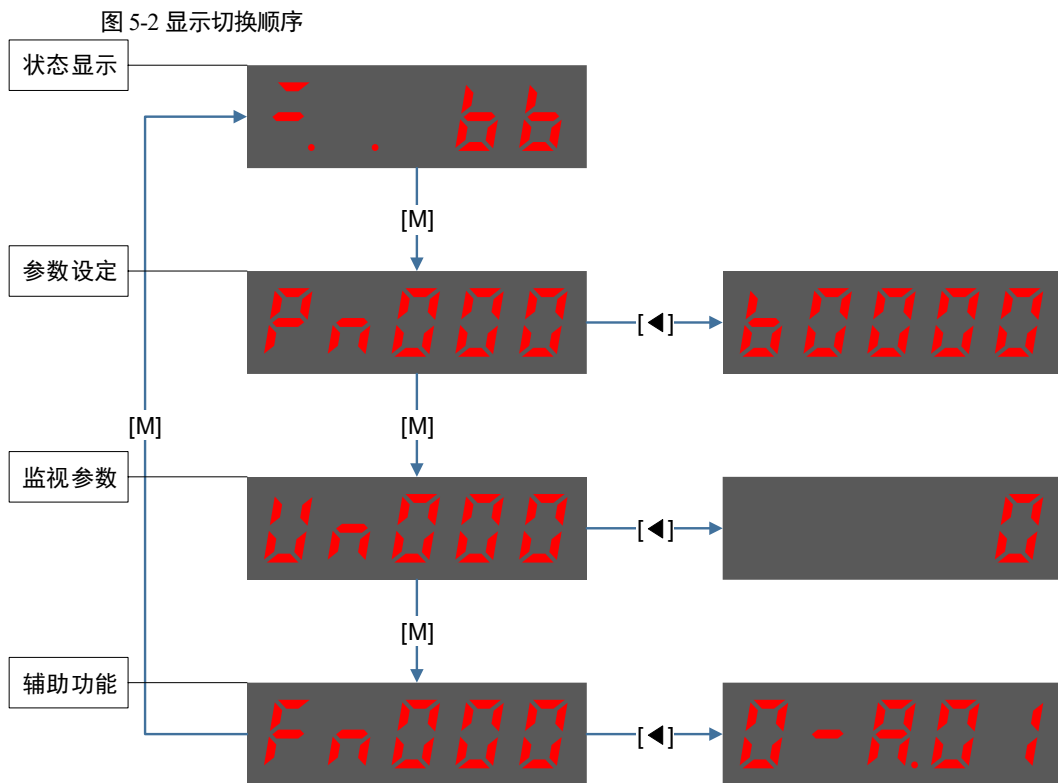 图 5-2 显示切换顺序
状态显示
bb
[M]
参数设定
Pn000
[◀]
b0000
[M]
[M]
监视参数
Un000
[◀]
0
[M]
辅助功能
Fn000
[◀]
0-A.01